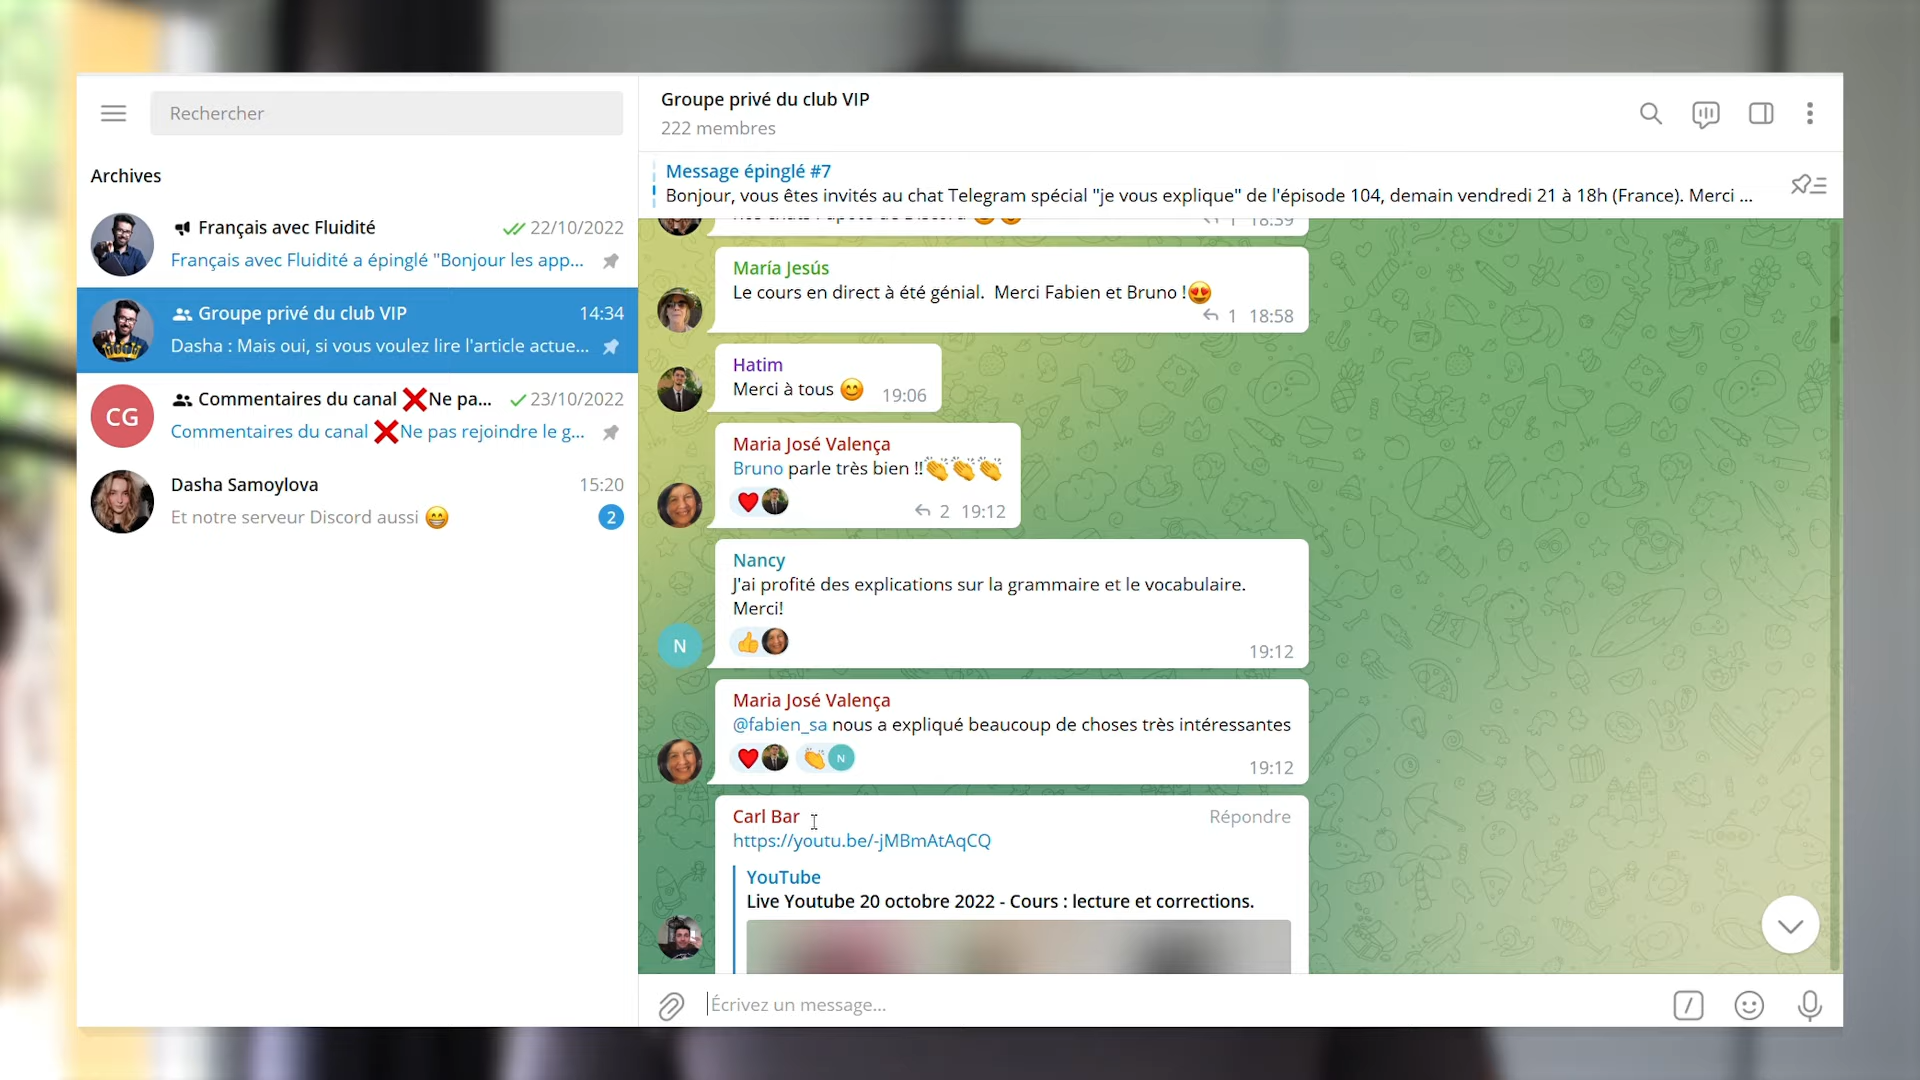 Rechercher
Archives
Français avec Fluidité
22/10/2022
Français avec Fluidité a épinglé "Bonjour les app...
Groupe privé du club VIP
14:34
Dasha : Mais oui, si vous voulez lire l'article actue...
CG
Commentaires du canal ❌Ne pa...
23/10/2022
Commentaires du canal ❌Ne pas rejoindre le g...
Dasha Samoylova
15:20
Et notre serveur Discord aussi 😁
2
Groupe privé du club VIP
222 membres
Message épinglé #7
Bonjour, vous êtes invités au chat Telegram spécial "je vous explique" de l'épisode 104, demain vendredi 21 à 18h (France). Merci ...
1 18:39
María Jesús
Le cours en direct à été génial.  Merci Fabien et Bruno !😍
1 18:58
Hatim
Merci à tous 😊
19:06
Maria José Valença
Bruno parle très bien !!👏👏👏
2 19:12
Nancy
J'ai profité des explications sur la grammaire et le vocabulaire.
Merci!
N
19:12
Maria José Valença
@fabien_sa nous a expliqué beaucoup de choses très intéressantes
N
19:12
Carl Bar
Répondre
https://youtu.be/-jMBmAtAqCQ
YouTube
Live Youtube 20 octobre 2022 - Cours : lecture et corrections.
Écrivez un message...